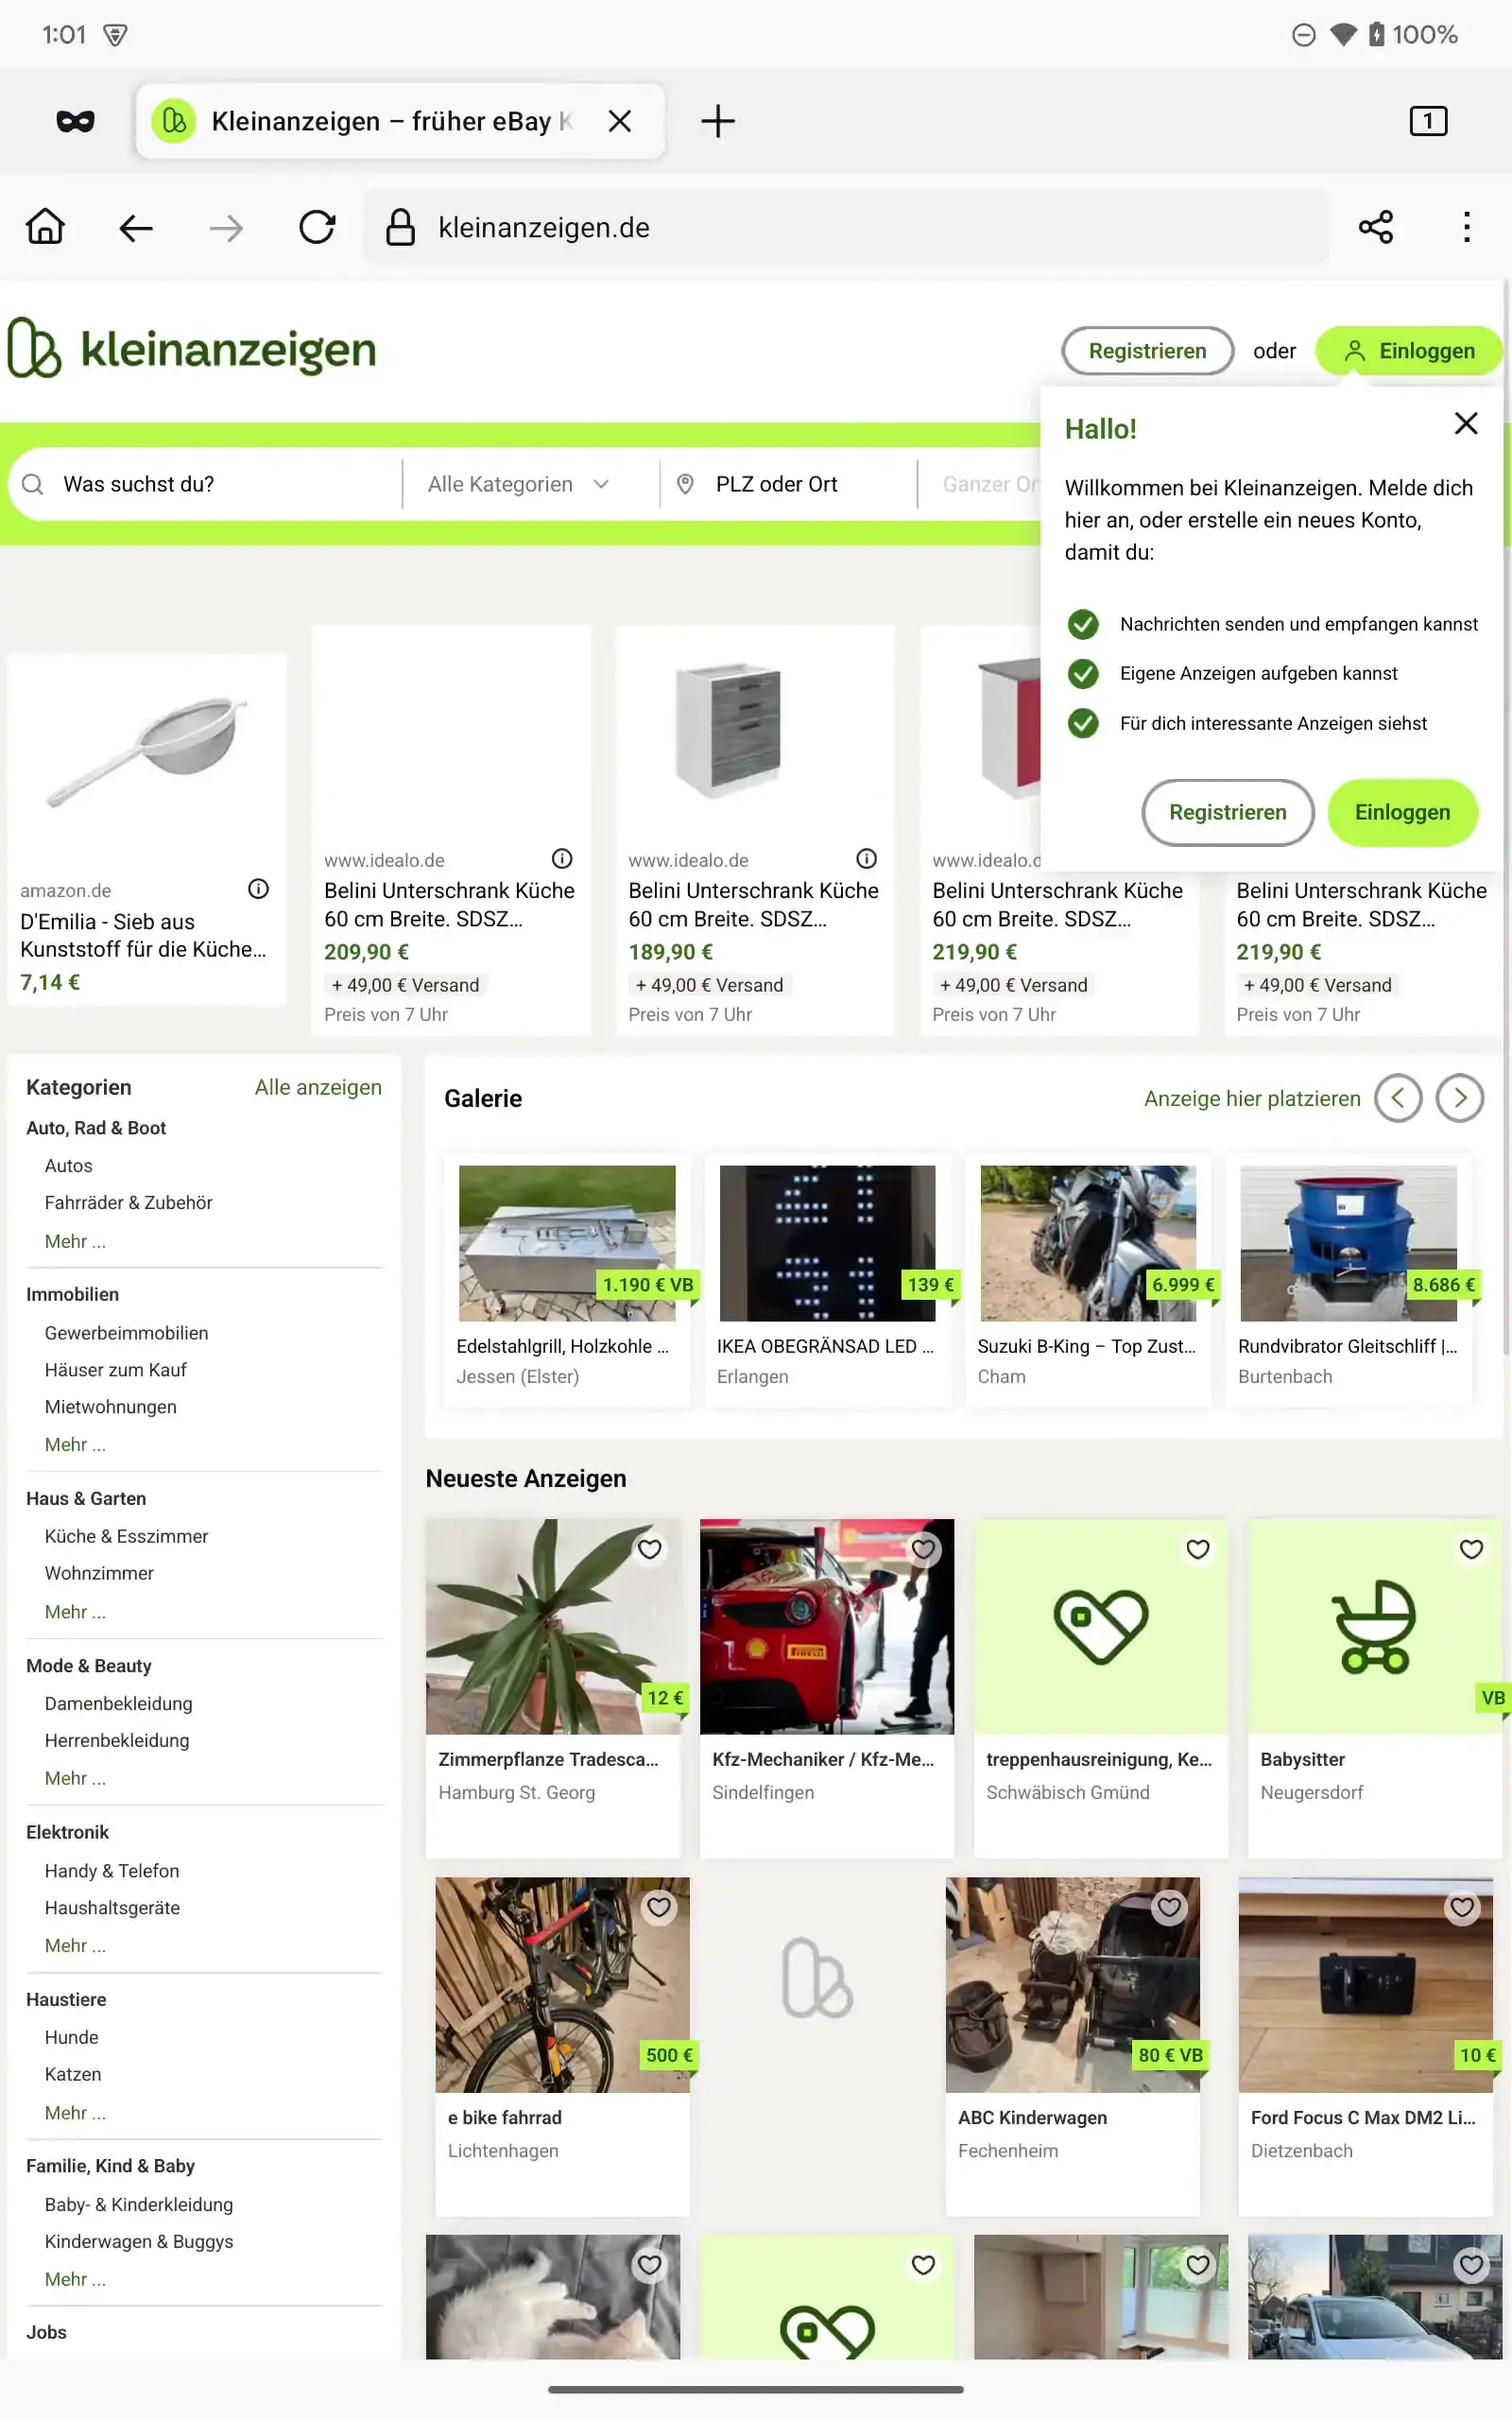 1:01
100%
Kleinanzeigen – früher eBay K
1
kleinanzeigen.de
kleinanzeigen
Registrieren oder Einloggen
Was suchst du?
Alle Kategorien
PLZ oder Ort
Ganzer Or
Hallo!
Willkommen bei Kleinanzeigen. Melde dich
hier an, oder erstelle ein neues Konto,
damit du:
Nachrichten senden und empfangen kannst
Eigene Anzeigen aufgeben kannst
Für dich interessante Anzeigen siehst
Registrieren
Einloggen
amazon.de
D'Emilia - Sieb aus
Kunststoff für die Küche...
7,14 €
www.idealo.de
Belini Unterschrank Küche
60 cm Breite. SDSZ...
209,90 €
+ 49,00 € Versand
Preis von 7 Uhr
www.idealo.de
Belini Unterschrank Küche
60 cm Breite. SDSZ...
189,90 €
+ 49,00 € Versand
Preis von 7 Uhr
www.idealo.d
Belini Unterschrank Küche
60 cm Breite. SDSZ...
219,90 €
+ 49,00 € Versand
Preis von 7 Uhr
Belini Unterschrank Küche
60 cm Breite. SDSZ...
219,90 €
+ 49,00 € Versand
Preis von 7 Uhr
Kategorien
Alle anzeigen
Auto, Rad & Boot
Autos
Fahrräder & Zubehör
Mehr ...
Immobilien
Gewerbeimmobilien
Häuser zum Kauf
Mietwohnungen
Mehr ...
Haus & Garten
Küche & Esszimmer
Wohnzimmer
Mehr ...
Mode & Beauty
Damenbekleidung
Herrenbekleidung
Mehr ...
Elektronik
Handy & Telefon
Haushaltsgeräte
Mehr ...
Haustiere
Hunde
Katzen
Mehr ...
Familie, Kind & Baby
Baby- & Kinderkleidung
Kinderwagen & Buggys
Mehr ...
Jobs
Galerie
Anzeige hier platzieren
1.190 € VB
Edelstahlgrill, Holzkohle ...
Jessen (Elster)
139 €
IKEA OBEGRÄNSAD LED ...
Erlangen
6.999 €
Suzuki B-King – Top Zust...
Cham
8.686 €
Rundvibrator Gleitschliff |...
Burtenbach
Neueste Anzeigen
12 €
Zimmerpflanze Tradesca...
Hamburg St. Georg
PIRELLI
Kfz-Mechaniker / Kfz-Me...
Sindelfingen
treppenhausreinigung, Ke...
Schwäbisch Gmünd
VB
Babysitter
Neugersdorf
500 €
e bike fahrrad
Lichtenhagen
80 € VB
ABC Kinderwagen
Fechenheim
10 €
Ford Focus C Max DM2 Li...
Dietzenbach